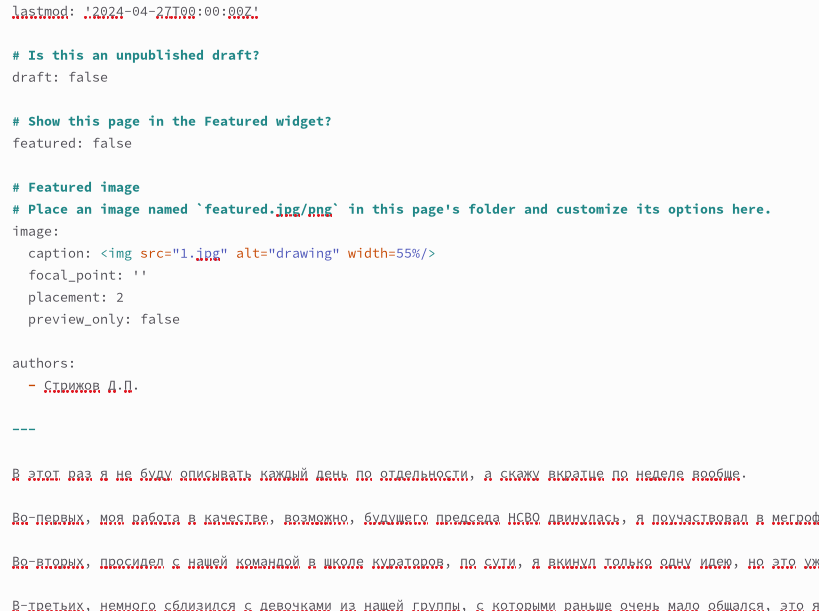 lastmod: '2024-04-27T00:00:00Z'
# Is this an unpublished draft?
draft: false
# Show this page in the Featured widget?
featured: false
# Featured image
# Place an image named `featured.jpg/png` in this page's folder and customize its options here.
image:
caption: <img src="1.jpg" alt="drawing" width=55%/>
focal_point: ''
placement: 2
preview_only: false
authors:
- Стрижов Д.П.
---
В этот раз я не буду описывать каждый день по отдельности, а скажу вкратце по неделе вообще.
Во-первых, моя работа в качестве, возможно, будущего председа НСВО двинулась, я поучаствовал в мегроф
Во-вторых, просидел с нашей командой в школе кураторов, по сути, я вкинул только одну идею, но это уж
В-третьих, немного сблизился с девочками из нашей группы, с которыми раньше очень мало общался, это я